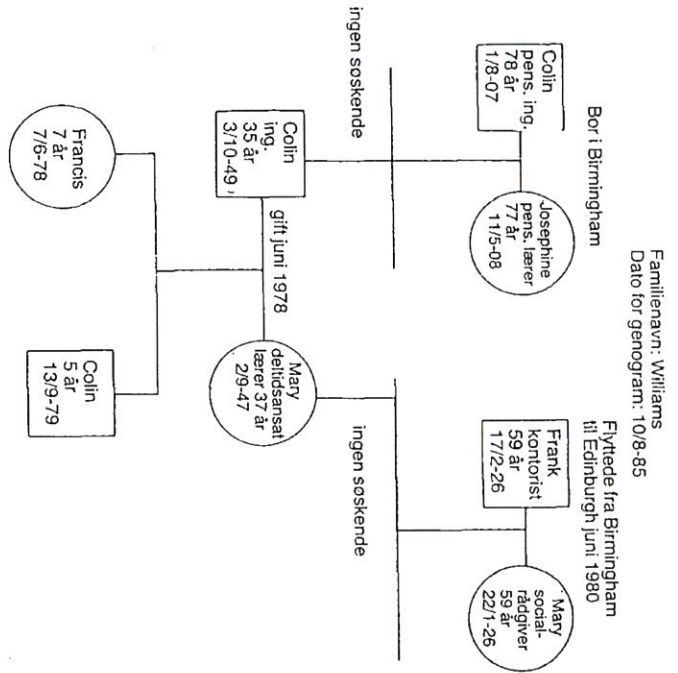 Familienavn: Williams
Dato for genogram: 10/8-85
Bor i Birmingham
Flyttede fra Birmingham
til Edinburgh juni 1980
Colin
pens. ing.
78 år
1/8-07
Josephine
pens. lærer
77 år
11/5-08
Frank
kontorist
59 år
17/2-26
Mary
social-
rådgiver
59 år
22/1-26
ingen søskende
ingen søskende
Colin
ing.
35 år
3/10-49
gift juni 1978
Mary
deltidsansat
lærer 37 år
2/9-47
Francis
7 år
7/6-78
Colin
5 år
13/9-79